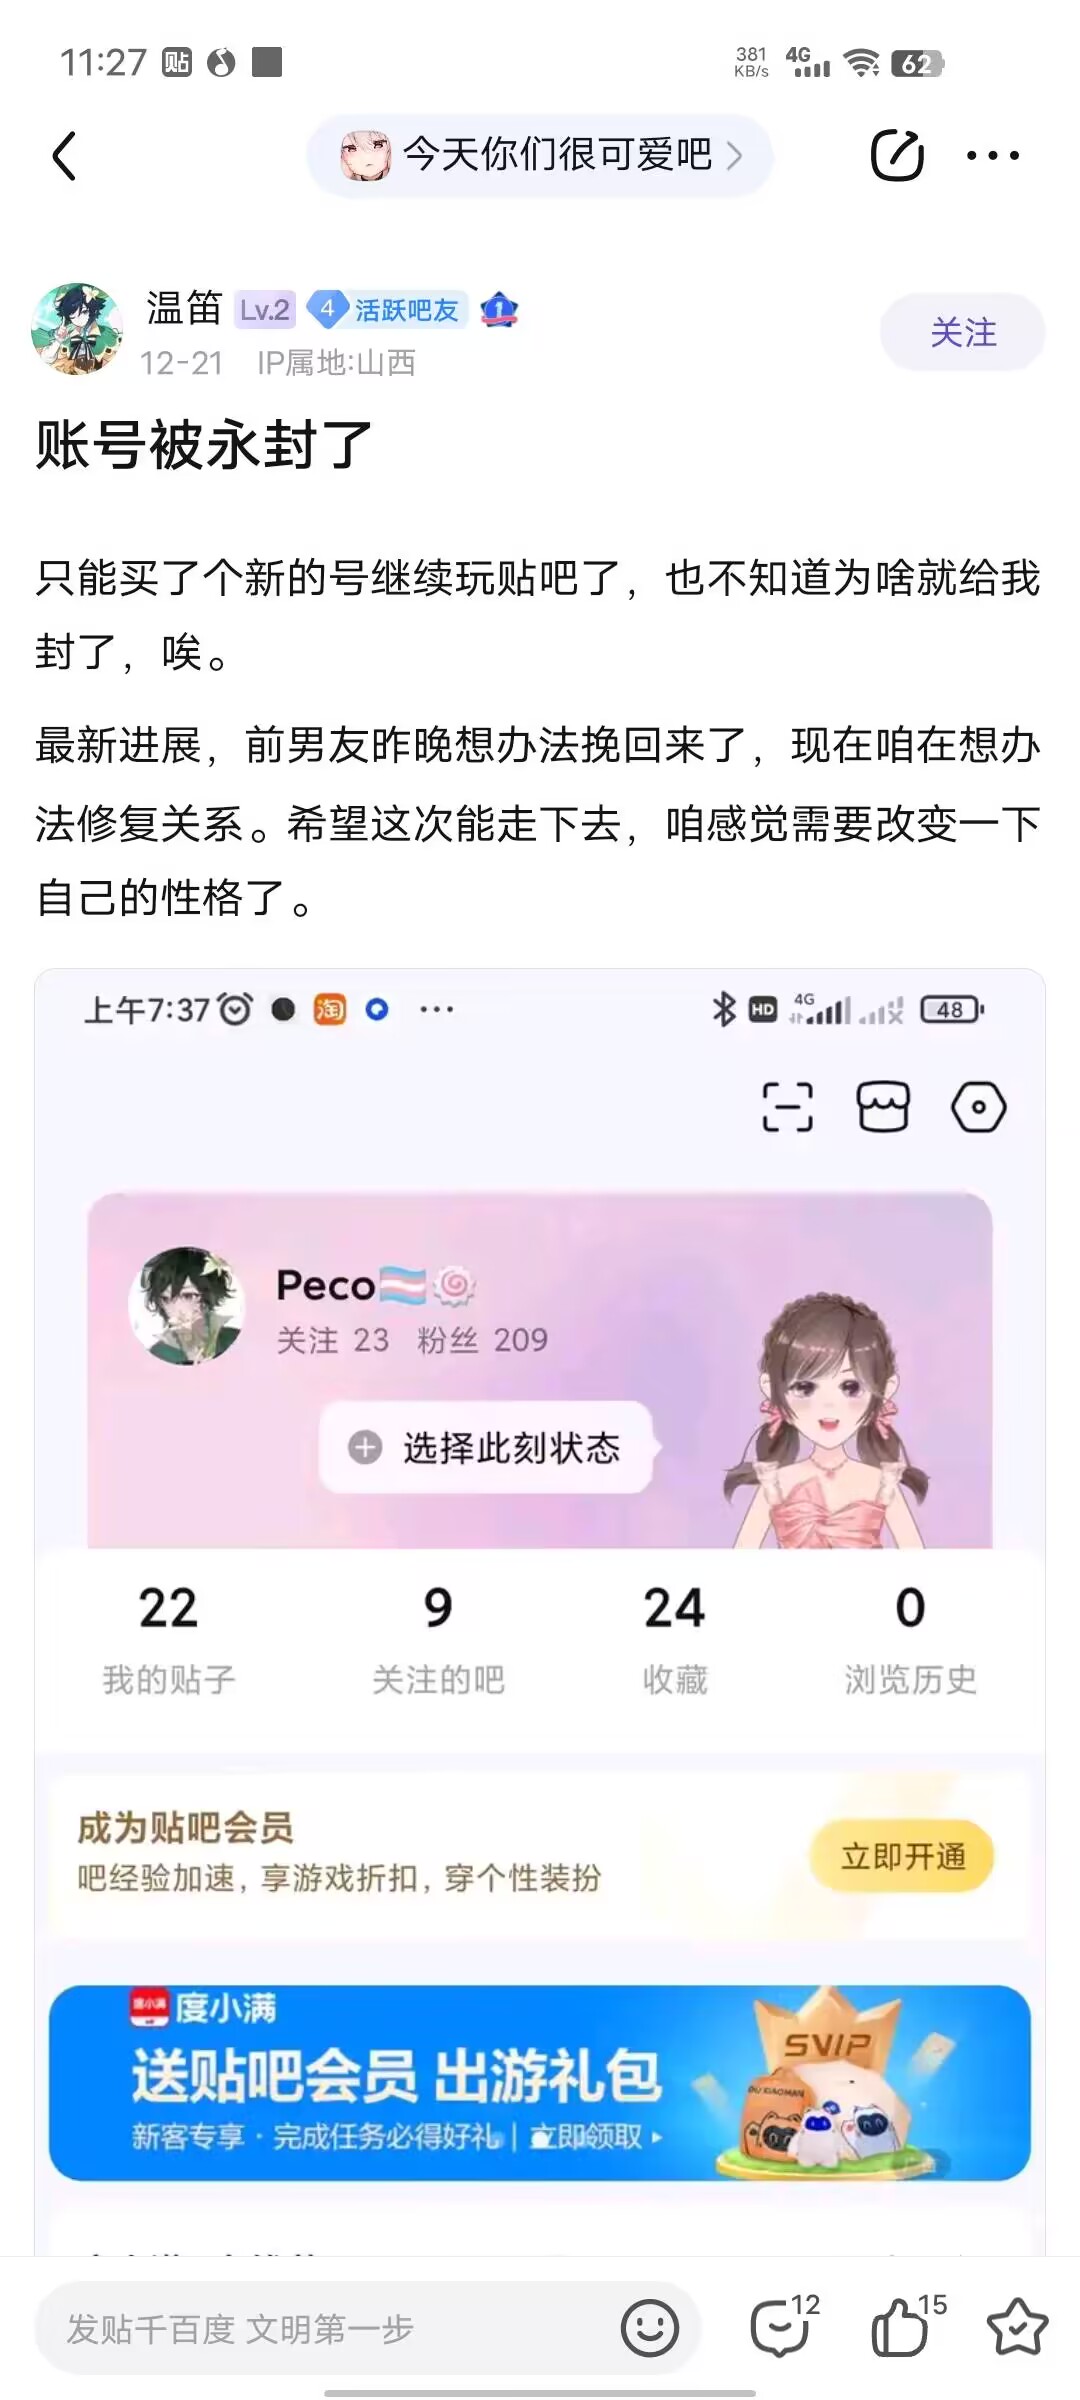 11:27 贴 381 KB/s 4G 62
今天你们很可爱吧
温笛 Lv.2 4 活跃吧友 1
12-21 IP属地:山西
关注
账号被永封了
只能买了个新的号继续玩贴吧了，也不知道为啥就给我
封了，唉。
最新进展，前男友昨晚想办法挽回来了，现在咱在想办
法修复关系。希望这次能走下去，咱感觉需要改变一下
自己的性格了。
上午7:37 淘 ··· HD 4G 48
Peco
关注 23 粉丝 209
选择此刻状态
22 9 24 0
我的贴子 关注的吧 收藏 浏览历史
成为贴吧会员
吧经验加速，享游戏折扣，穿个性装扮
立即开通
度小满 度小满
送贴吧会员 出游礼包
新客专享·完成任务必得好礼 | 立即领取
SVIP
DU XIAOMAN
发贴千百度 文明第一步
12 15